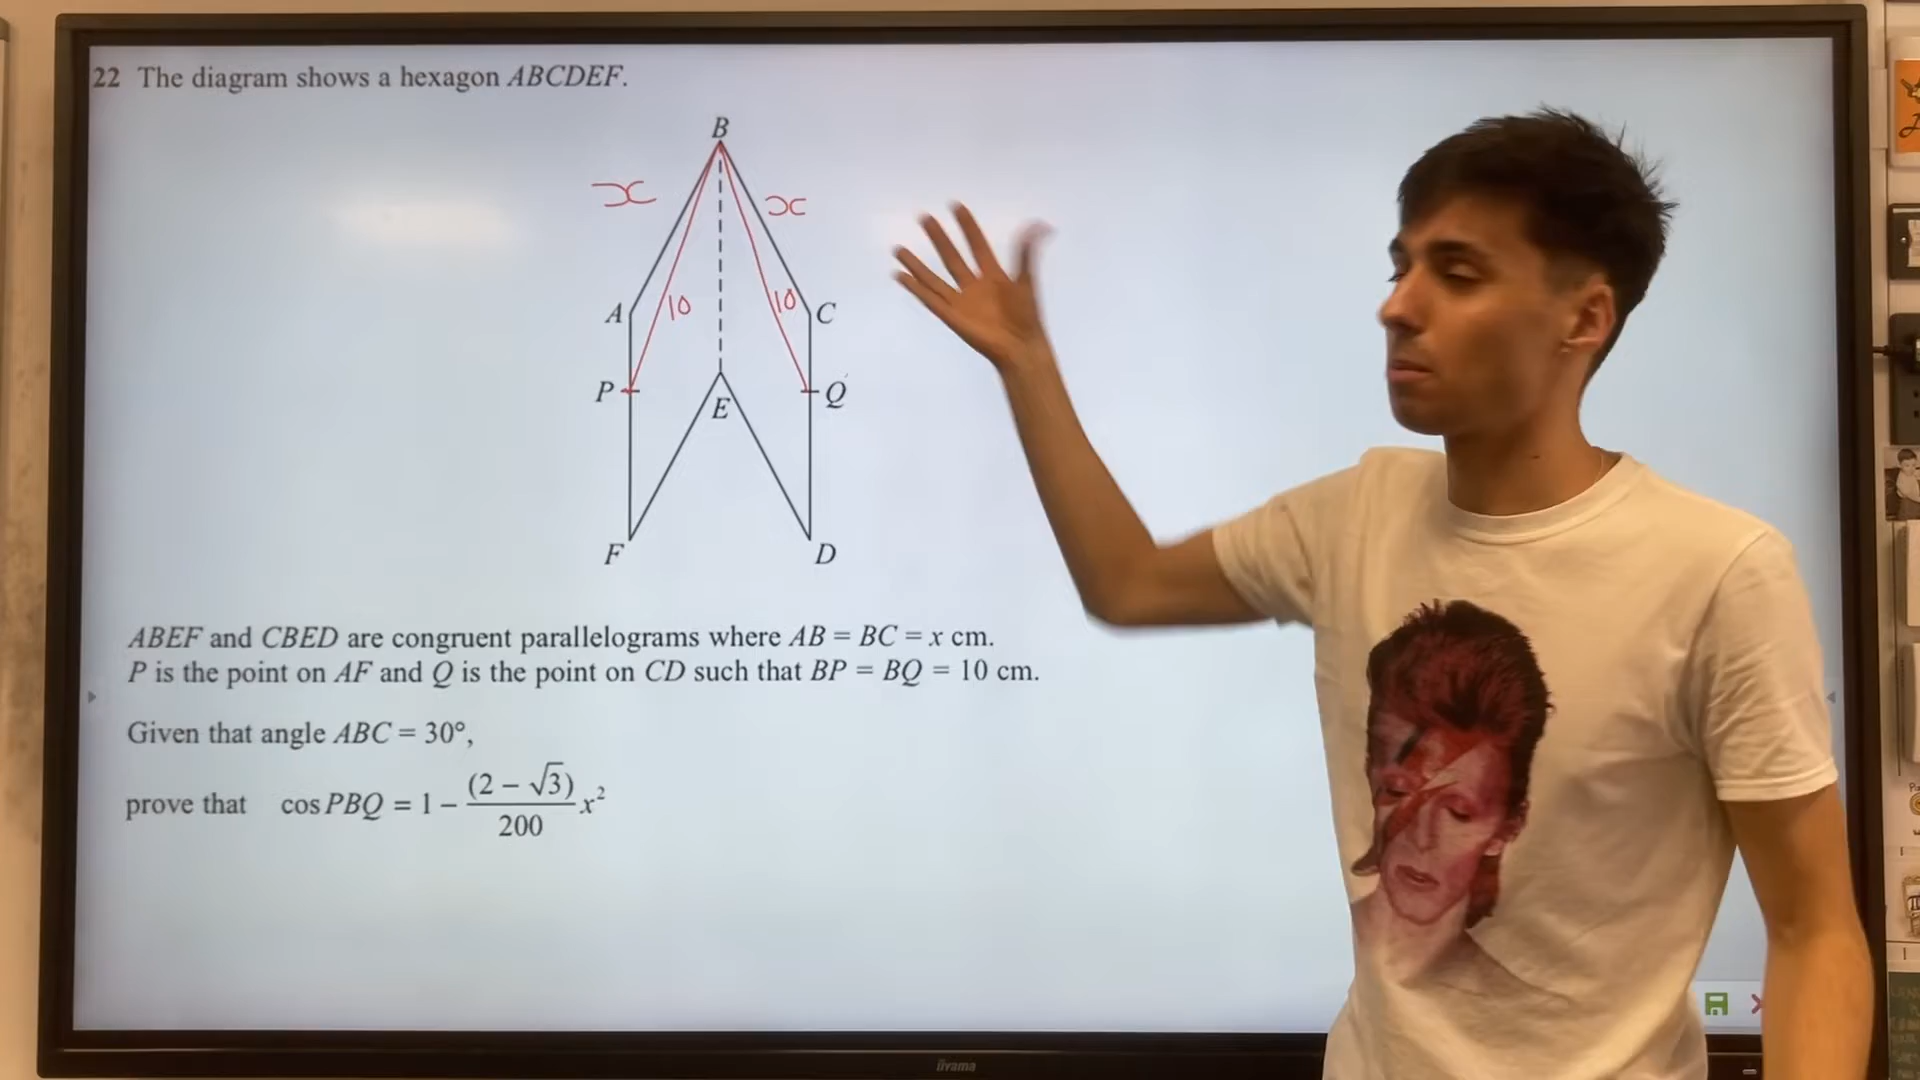 22 The diagram shows a hexagon ABCDEF.
B
x x
A 10 10 C
P Q
E
F D
ABEF and CBED are congruent parallelograms where AB = BC = x cm.
P is the point on AF and Q is the point on CD such that BP = BQ = 10 cm.
Given that angle ABC = 30°,
prove that cos PBQ = 1 − (2 − √3)/200 x²
iiyama